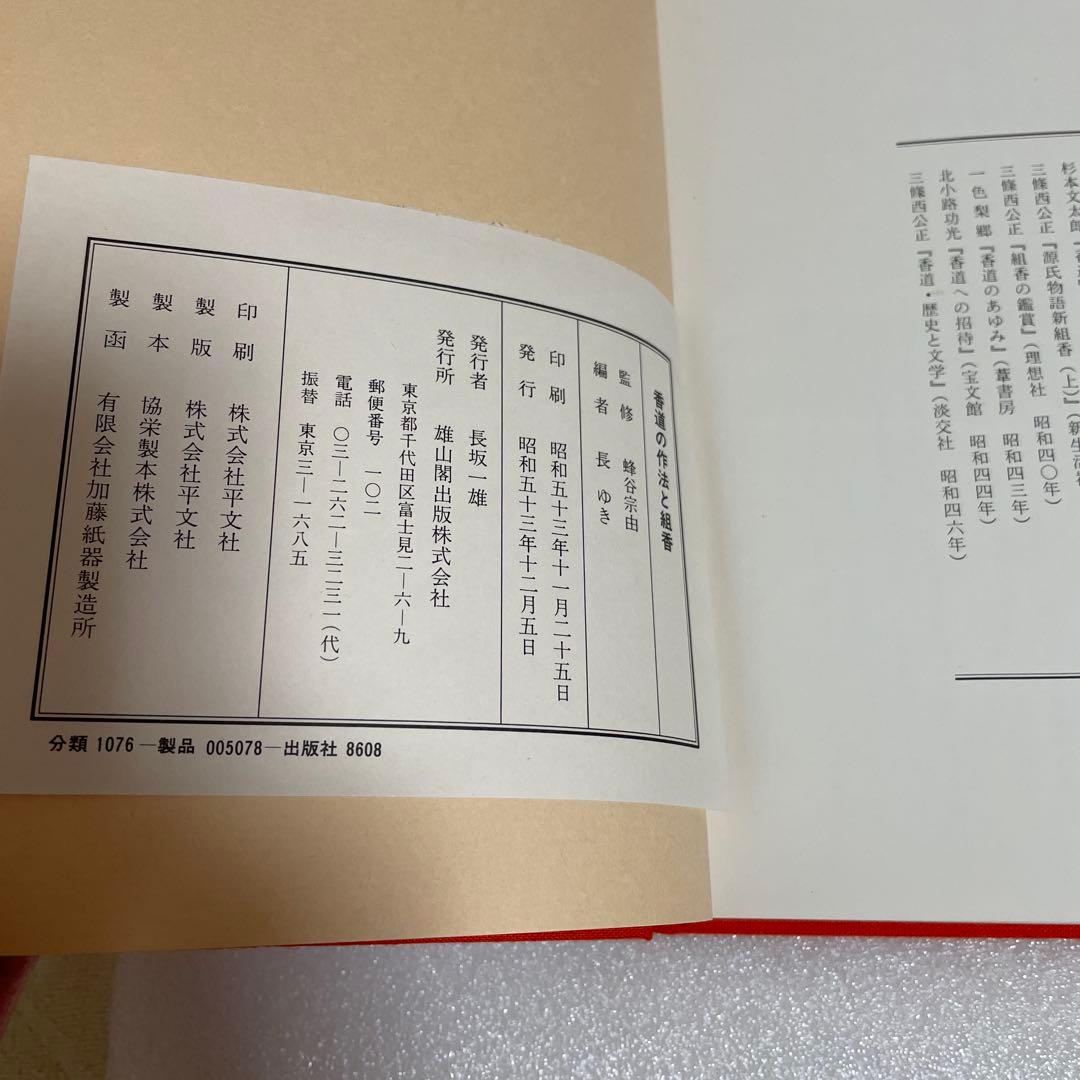 杉本文太郎
三條西公正『源氏物語新組香（上）』（新生活社
三條西公正『組香の鑑賞』（理想社　昭和四〇年）
一色梨郷『香道のあゆみ』（葦書房　昭和四三年）
北小路功光『香道への招待』（宝文館　昭和四四年）
三條西公正『香道・歴史と文学』（淡交社　昭和四六年）
香道の作法と組香
監修　蜂谷宗由
編者　長ゆき
印刷　昭和五十三年十一月二十五日
発行　昭和五十三年十二月五日
発行者　長坂一雄
発行所　雄山閣出版株式会社
東京都千代田区富士見二―六―九
郵便番号　一〇二
電話　〇三―二六二―三二三一（代）
振替　東京三―一六八五
印刷　株式会社平文社
製版　株式会社平文社
製本　協栄製本株式会社
製函　有限会社加藤紙器製造所
分類 1076―製品 005078―出版社 8608